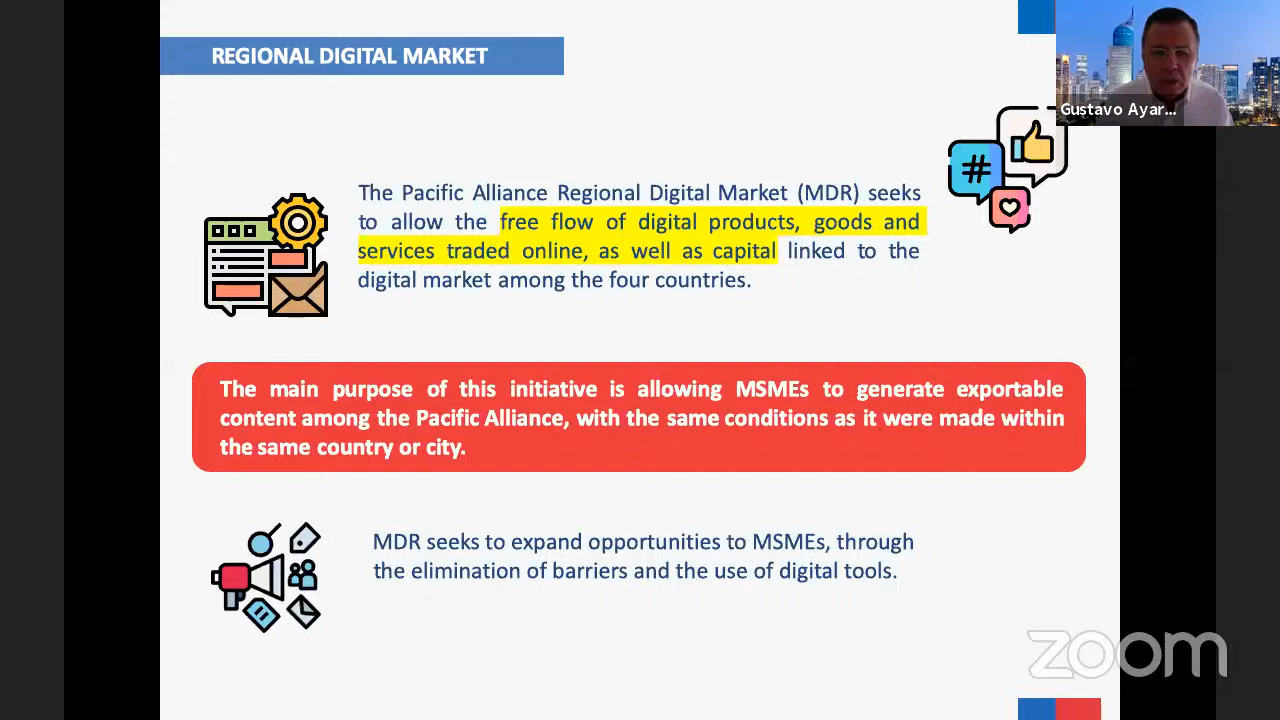 REGIONAL DIGITAL MARKET
Gustavo Ayar...
#
The Pacific Alliance Regional Digital Market (MDR) seeks
to allow the free flow of digital products, goods and
services traded online, as well as capital linked to the
digital market among the four countries.
The main purpose of this initiative is allowing MSMEs to generate exportable
content among the Pacific Alliance, with the same conditions as it were made within
the same country or city.
MDR seeks to expand opportunities to MSMEs, through
the elimination of barriers and the use of digital tools.
zoom